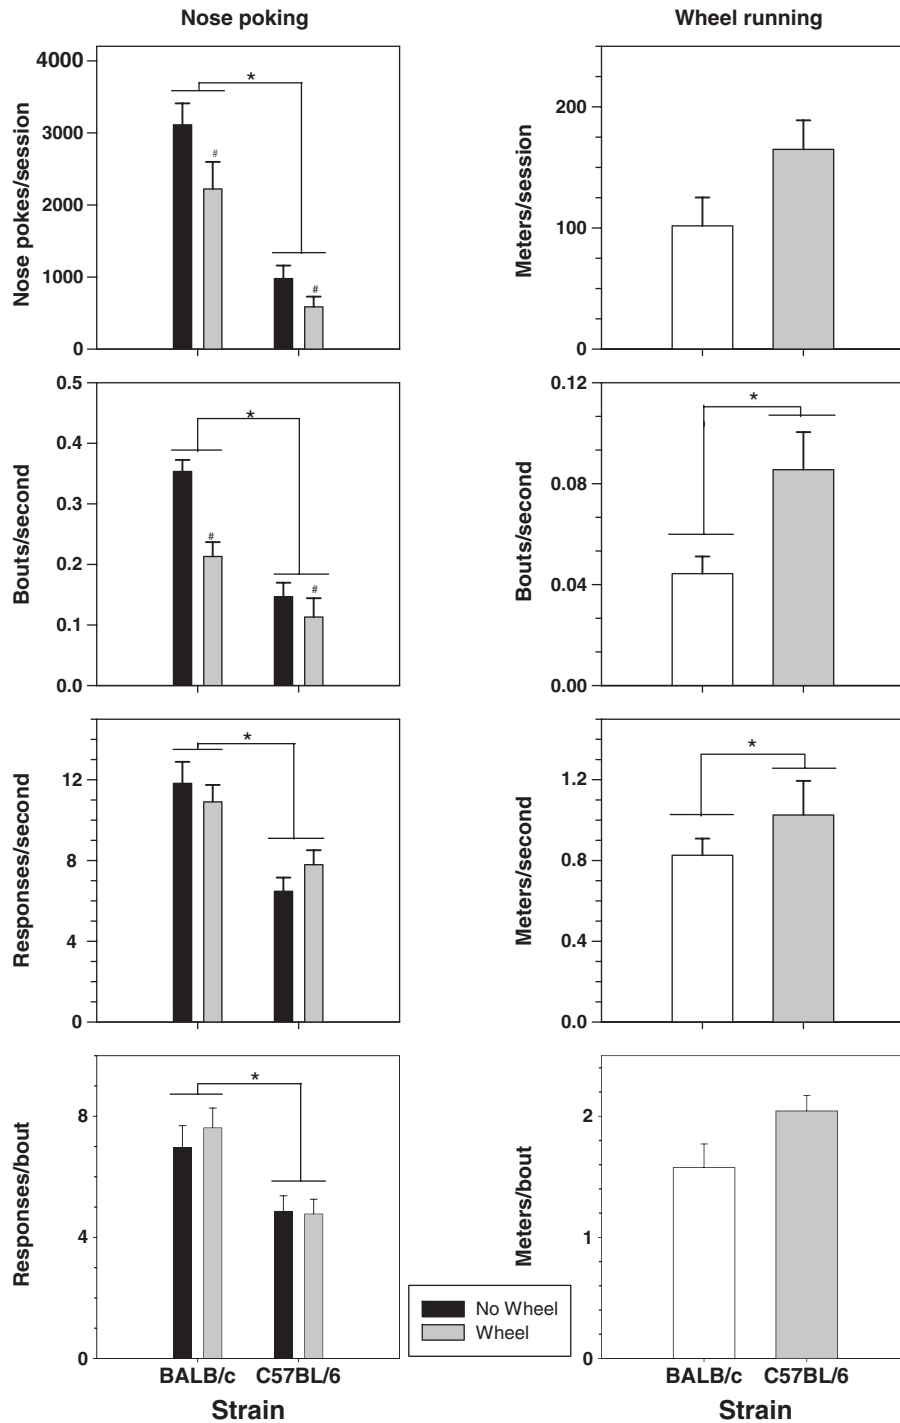 Nose poking
Wheel running
Nose pokes/session
4000
3000
2000
1000
0
*
#
#
Meters/session
200
100
0
Bouts/second
0.5
0.4
0.3
0.2
0.1
0.0
*
#
#
Bouts/second
0.12
0.08
0.04
0.00
*
Responses/second
12
8
4
0
*
Meters/second
1.2
0.8
0.4
0.0
*
Responses/bout
8
4
0
*
Meters/bout
2
1
0
No Wheel
Wheel
BALB/c C57BL/6
Strain
BALB/c C57BL/6
Strain